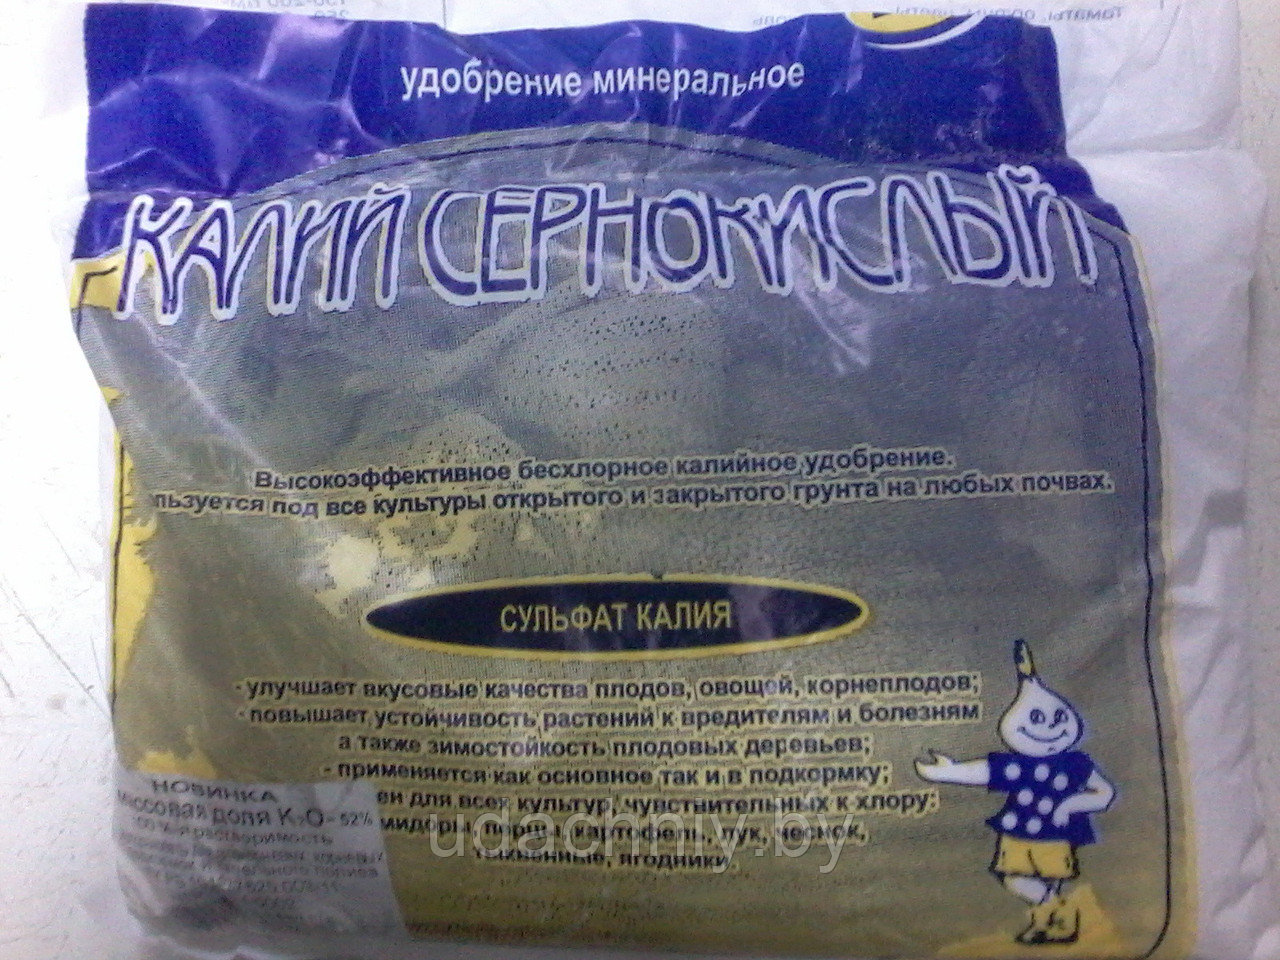 удобрение минеральное
КАЛИЙ СЕРНОКИСЛЫЙ
Высокоэффективное бесхлорное калийное удобрение.
льзуется под все культуры открытого и закрытого грунта на любых почвах.
СУЛЬФАТ КАЛИЯ
- улучшает вкусовые качества плодов, овощей, корнеплодов;
- повышает устойчивость растений к вредителям и болезням
а также зимостойкость плодовых деревьев;
- применяется как основное так и в подкормку;
ен для всех культур, чувствительных к хлору:
мидоры, перцы, картофель, лук, чеснок,
тыквенные, ягодники.
НОВИНКА
массовая доля K₂O - 52%
растворимость
udachniy.by